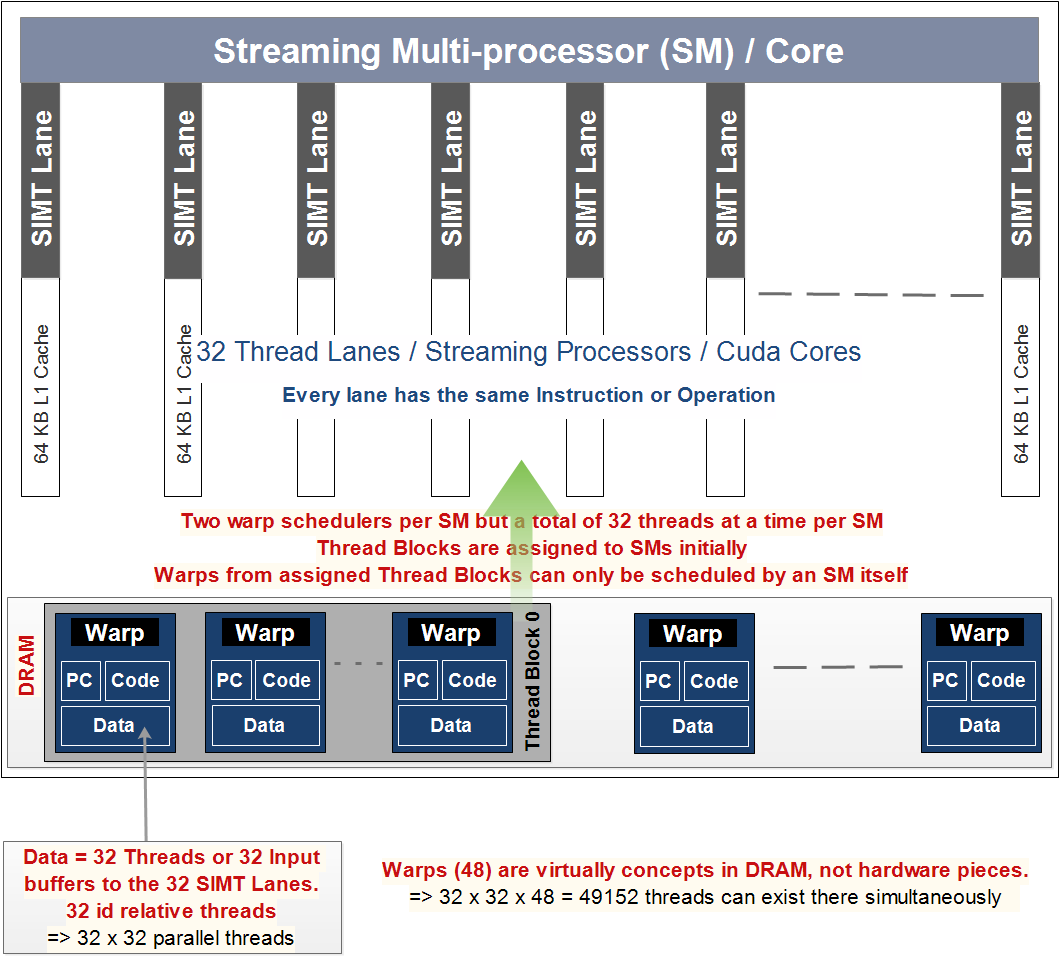 Streaming Multi-processor (SM) / Core
SIMT Lane
SIMT Lane
SIMT Lane
SIMT Lane
SIMT Lane
SIMT Lane
SIMT Lane
64 KB L1 Cache
64 KB L1 Cache
64 KB L1 Cache
32 Thread Lanes / Streaming Processors / Cuda Cores
Every lane has the same Instruction or Operation
Two warp schedulers per SM but a total of 32 threads at a time per SM
Thread Blocks are assigned to SMs initially
Warps from assigned Thread Blocks can only be scheduled by an SM itself
DRAM
Warp
PC Code
Data
Warp
PC Code
Data
Warp
PC Code
Data
Thread Block 0
Warp
PC Code
Data
Warp
PC Code
Data
Data = 32 Threads or 32 Input
buffers to the 32 SIMT Lanes.
32 id relative threads
=> 32 x 32 parallel threads
Warps (48) are virtually concepts in DRAM, not hardware pieces.
=> 32 x 32 x 48 = 49152 threads can exist there simultaneously